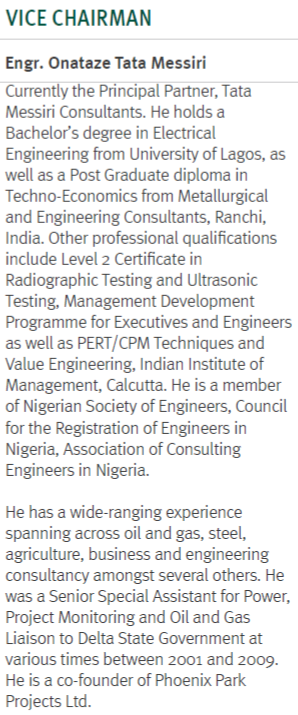 VICE CHAIRMAN
Engr. Onataze Tata Messiri
Currently the Principal Partner, Tata
Messiri Consultants. He holds a
Bachelor's degree in Electrical
Engineering from University of Lagos, as
well as a Post Graduate diploma in
Techno-Economics from Metallurgical
and Engineering Consultants, Ranchi,
India. Other professional qualifications
include Level 2 Certificate in
Radiographic Testing and Ultrasonic
Testing, Management Development
Programme for Executives and Engineers
as well as PERT/CPM Techniques and
Value Engineering, Indian Institute of
Management, Calcutta. He is a member
of Nigerian Society of Engineers, Council
for the Registration of Engineers in
Nigeria, Association of Consulting
Engineers in Nigeria.
He has a wide-ranging experience
spanning across oil and gas, steel,
agriculture, business and engineering
consultancy amongst several others. He
was a Senior Special Assistant for Power,
Project Monitoring and Oil and Gas
Liaison to Delta State Government at
various times between 2001 and 2009.
He is a co-founder of Phoenix Park
Projects Ltd.